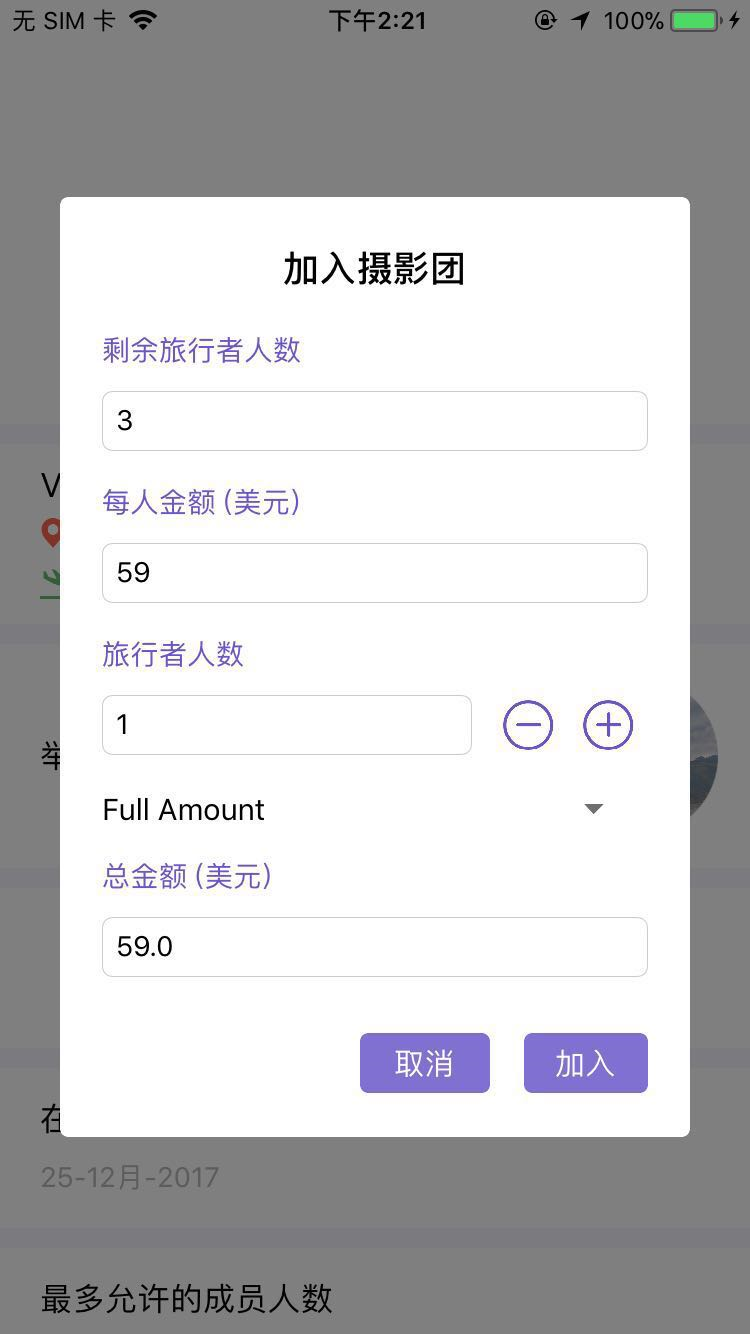 无 SIM 卡 下午2:21 100%
加入摄影团
剩余旅行者人数
3
每人金额 (美元)
59
旅行者人数
1
Full Amount
总金额 (美元)
59.0
取消 加入
V
举
在
25-12月-2017
最多允许的成员人数